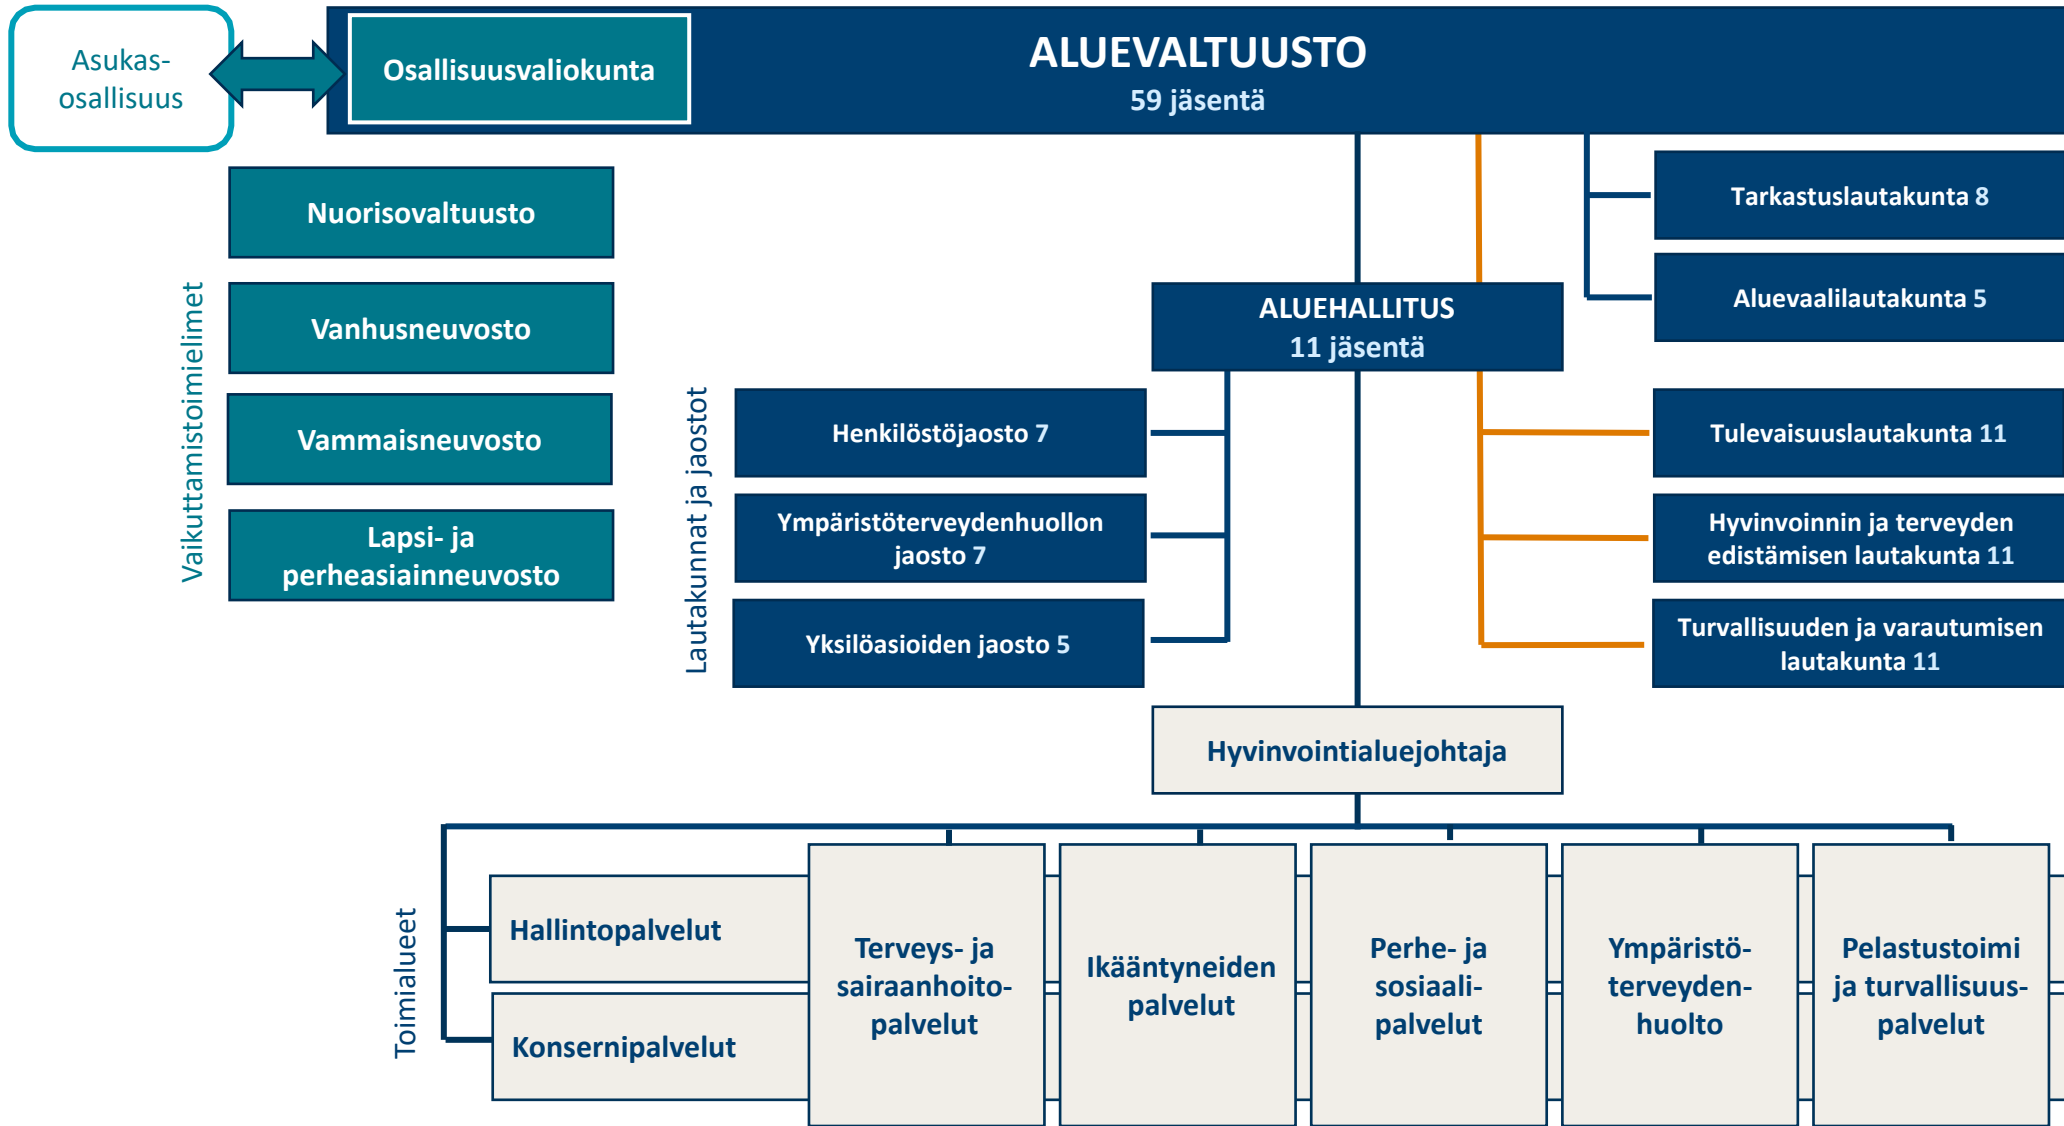 Asukas-
osallisuus
Osallisuusvaliokunta
ALUEVALTUUSTO
59 jäsentä
Vaikuttamistoimielimet
Nuorisovaltuusto
Vanhusneuvosto
Vammaisneuvosto
Lapsi- ja
perheasiainneuvosto
Tarkastuslautakunta 8
Aluevaalilautakunta 5
ALUEHALLITUS
11 jäsentä
Lautakunnat ja jaostot
Henkilöstöjaosto 7
Ympäristöterveydenhuollon
jaosto 7
Yksilöasioiden jaosto 5
Tulevaisuuslautakunta 11
Hyvinvoinnin ja terveyden
edistämisen lautakunta 11
Turvallisuuden ja varautumisen
lautakunta 11
Hyvinvointialuejohtaja
Toimialueet
Hallintopalvelut
Konsernipalvelut
Terveys- ja
sairaanhoito-
palvelut
Ikääntyneiden
palvelut
Perhe- ja
sosiaali-
palvelut
Ympäristö-
terveyden-
huolto
Pelastustoimi
ja turvallisuus-
palvelut